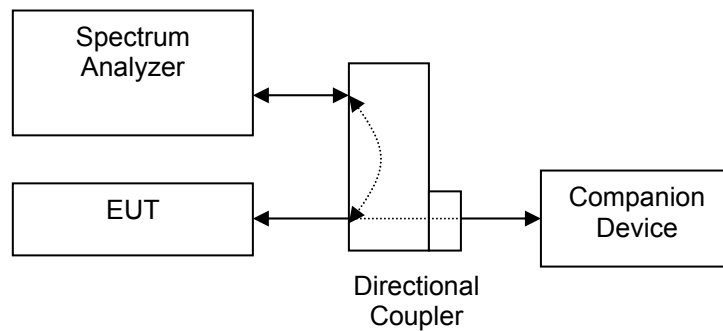 Spectrum
Analyzer
EUT
Companion
Device
Directional
Coupler